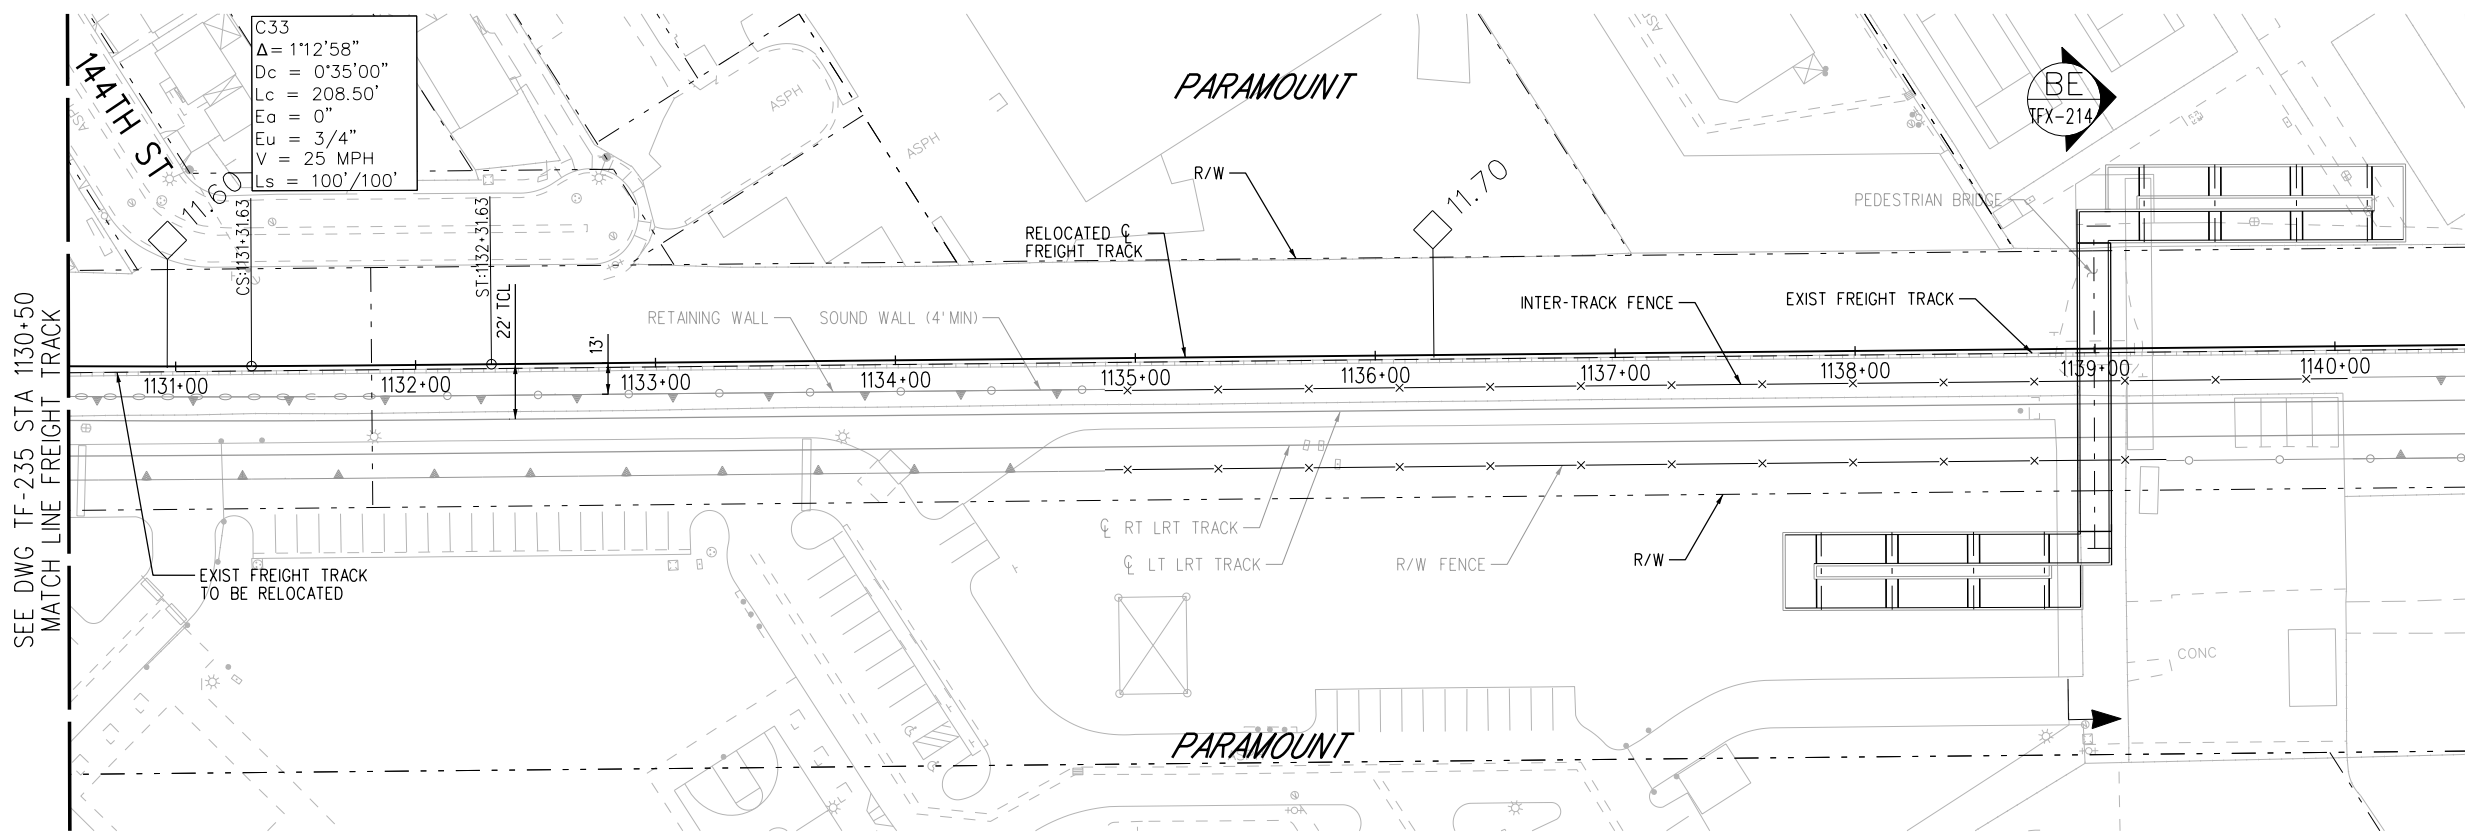 C33
Δ= 1°12'58"
Dc = 0°35'00"
Lc = 208.50'
Ea = 0"
Eu = 3/4"
V = 25 MPH
Ls = 100'/100'
144TH ST
11.60
ASPH
ASPH
ASPH
PARAMOUNT
R/W
11.70
BE
TFX-214
PEDESTRIAN BRIDGE
RELOCATED ℄
FREIGHT TRACK
CS:1131+31.63
ST:1132+31.63
22' TCL
13'
RETAINING WALL
SOUND WALL (4' MIN)
INTER-TRACK FENCE
EXIST FREIGHT TRACK
SEE DWG TF-235 STA 1130+50
MATCH LINE FREIGHT TRACK
1131+00
1132+00
1133+00
1134+00
1135+00
1136+00
1137+00
1138+00
1139+00
1140+00
℄ RT LRT TRACK
℄ LT LRT TRACK
R/W FENCE
R/W
EXIST FREIGHT TRACK
TO BE RELOCATED
CONC
PARAMOUNT